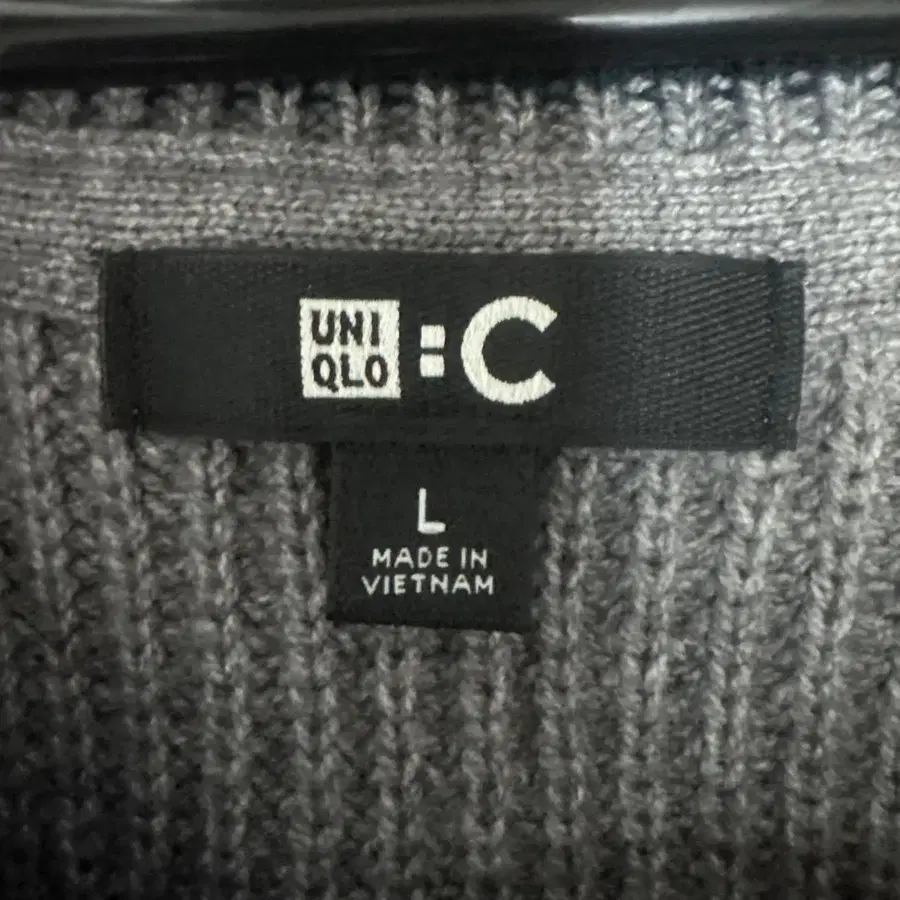 UNI
QLO : C
L
MADE IN
VIETNAM